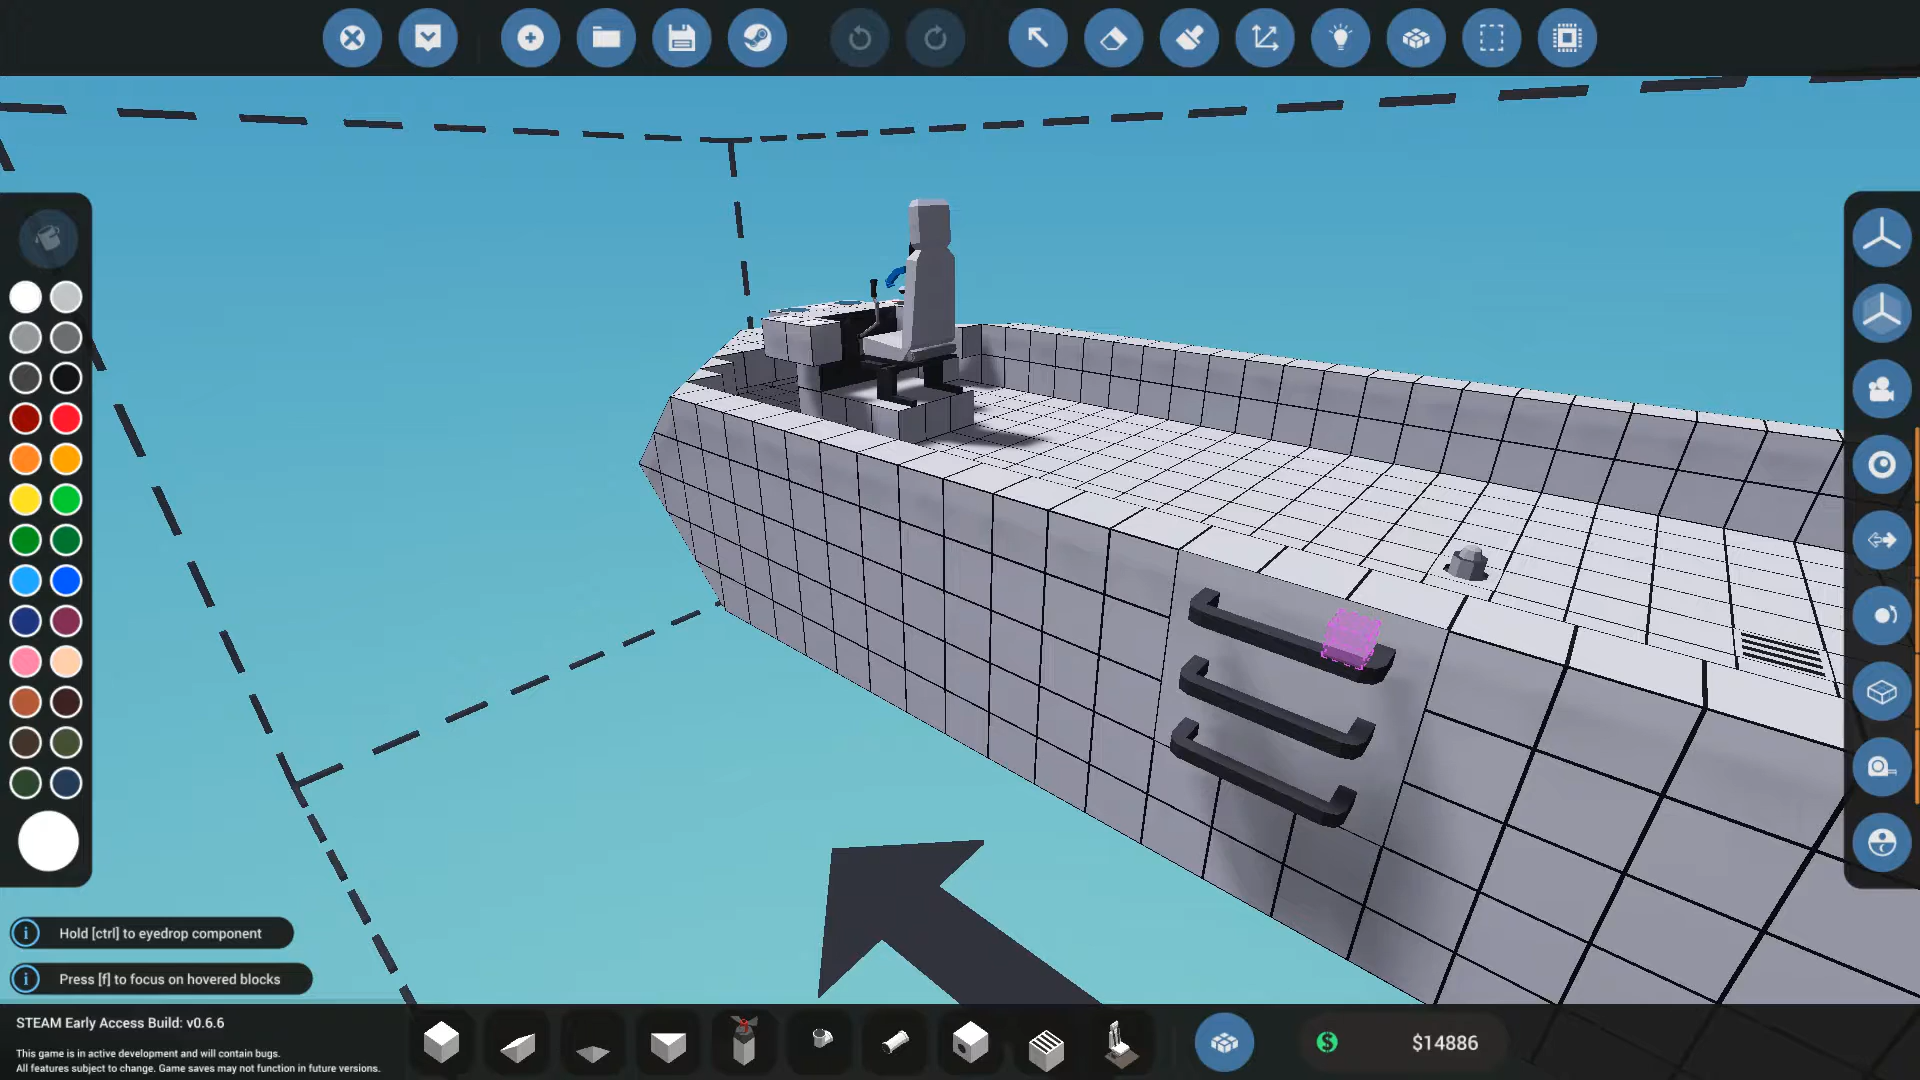 Hold [ctrl] to eyedrop component
Press [f] to focus on hovered blocks
STEAM Early Access Build: v0.6.6
This game is in active development and will contain bugs.
All features subject to change. Game saves may not function in future versions.
$14886